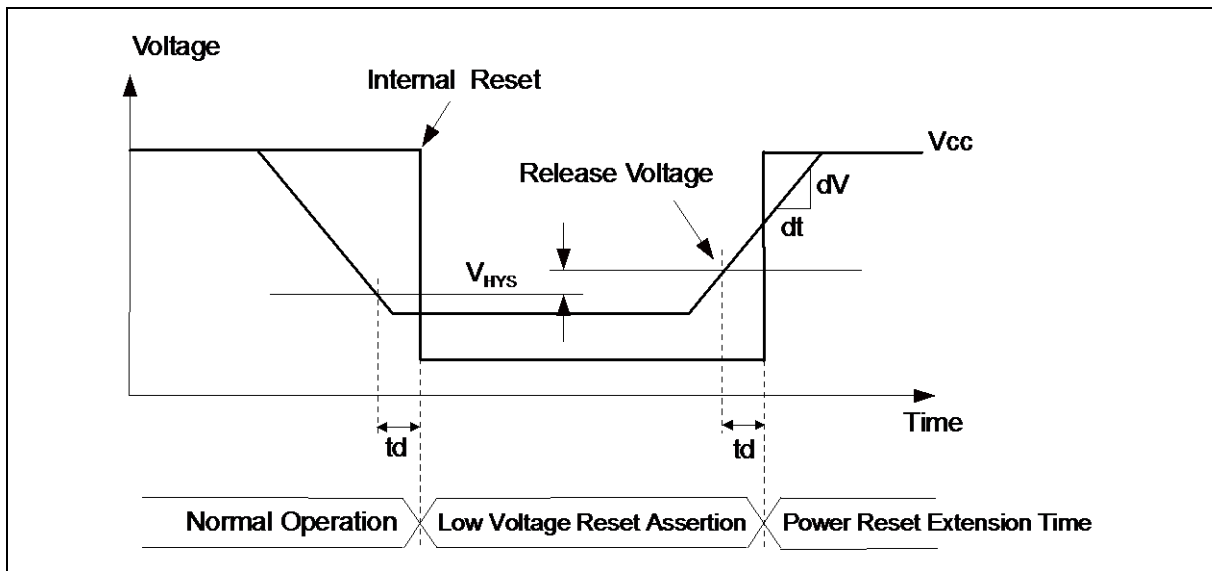 Voltage
Internal Reset
Vcc
Release Voltage
dV
dt
VHYS
Time
td
td
Normal Operation
Low Voltage Reset Assertion
Power Reset Extension Time